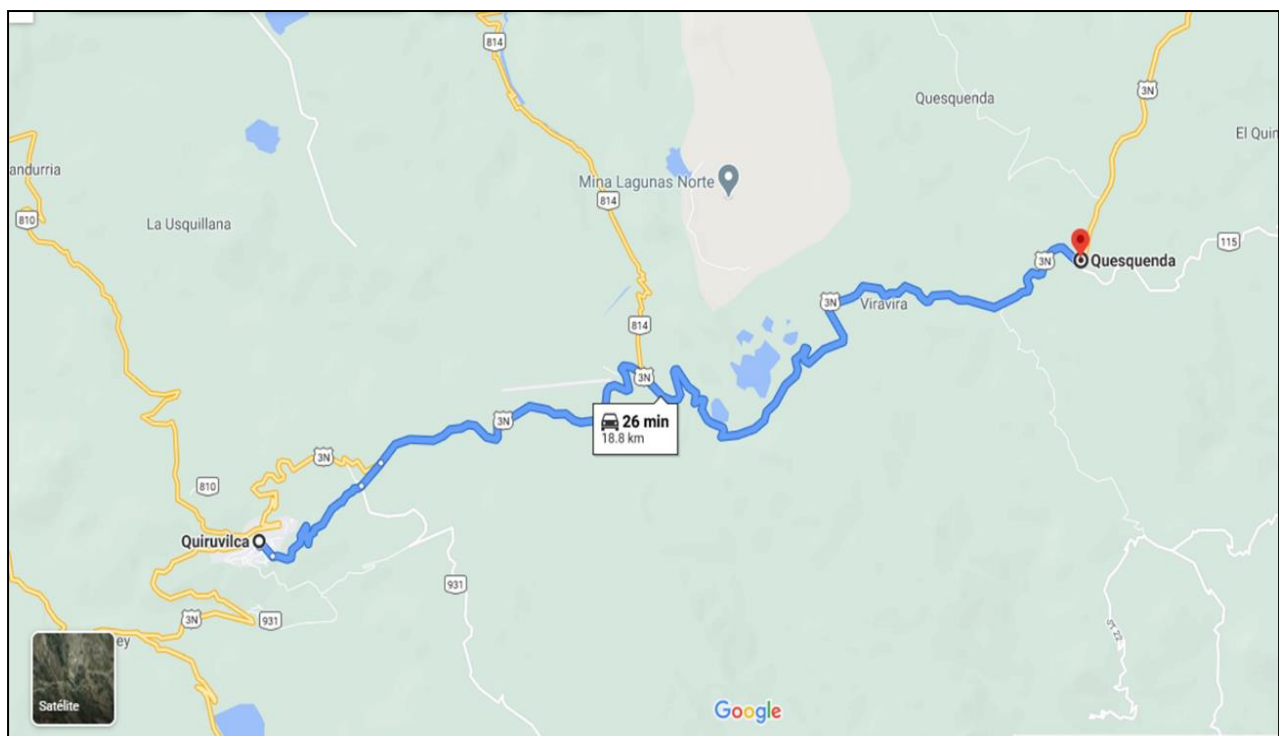 814
3N
Quesquenda
El Quin
andurria
Mina Lagunas Norte
814
810
La Usquillana
115
3N
Quesquenda
3N
Viravira
814
3N
26 min
18.8 km
3N
3N
810
Quiruvilca
931
3N
931
ey
Satélite
Google